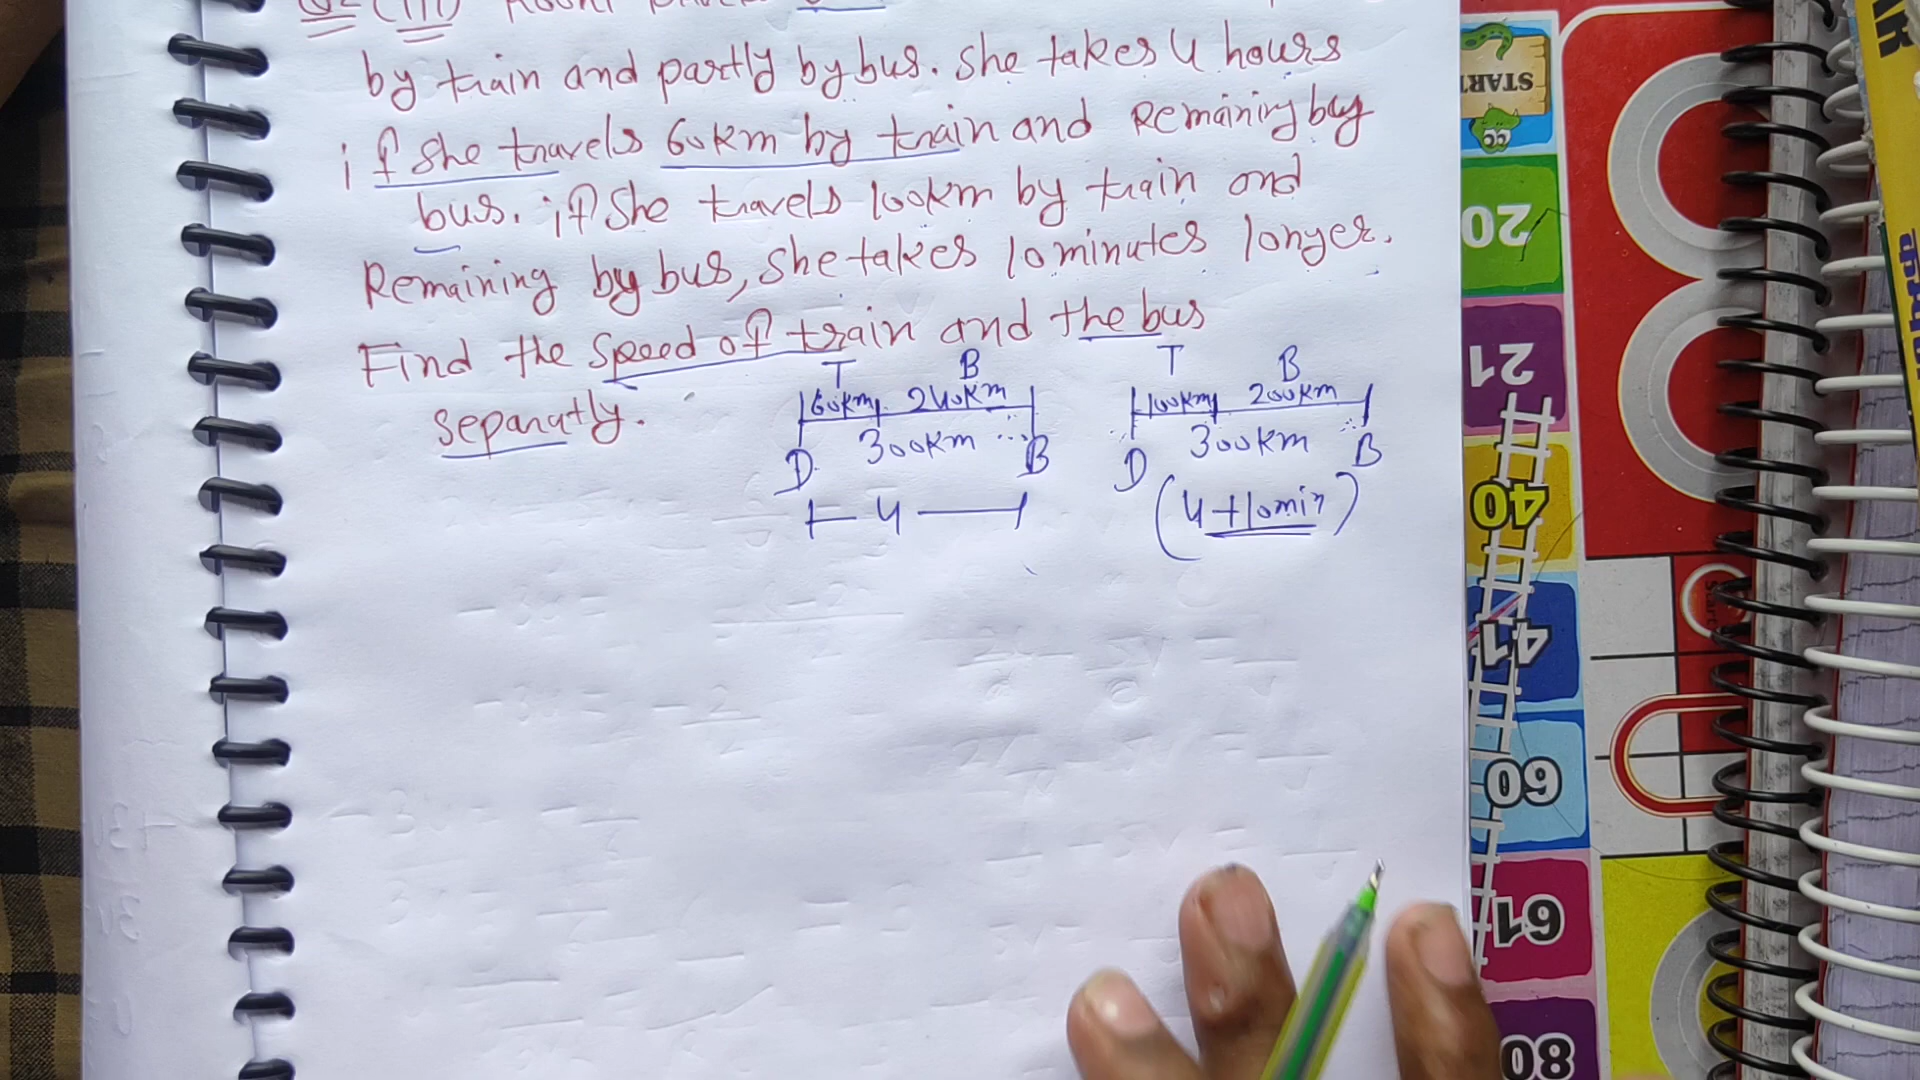 by train and partly by bus. She takes 4 hours
if She travels 60km by train and Remaining by
bus. if She travels 100km by train and
Remaining by bus, she takes 10 minutes longer.
Find the speed of train and the bus
separatly.
T B T B
60km 240km 100km 200km
300km 300km
D B D B
4 (4+10min)
START
20
21
40
41
60
61
80